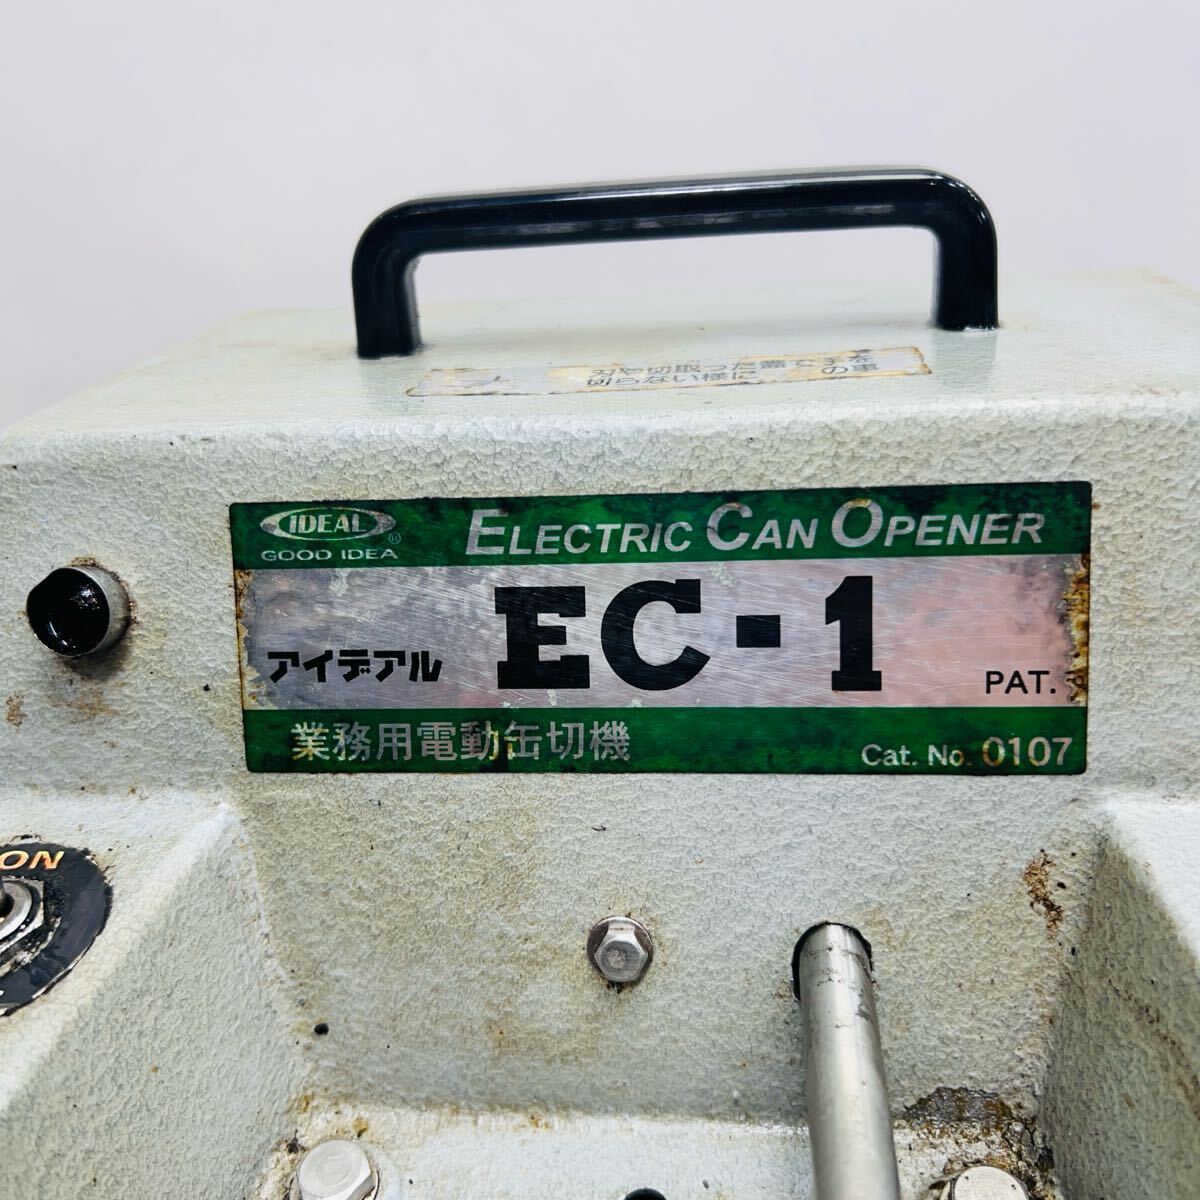 刃や切取った蓋で手を
切らない様に の事
IDEAL
GOOD IDEA
ELECTRIC CAN OPENER
アイデアル EC-1 PAT. P
業務用電動缶切機 Cat. No. 0107
ON